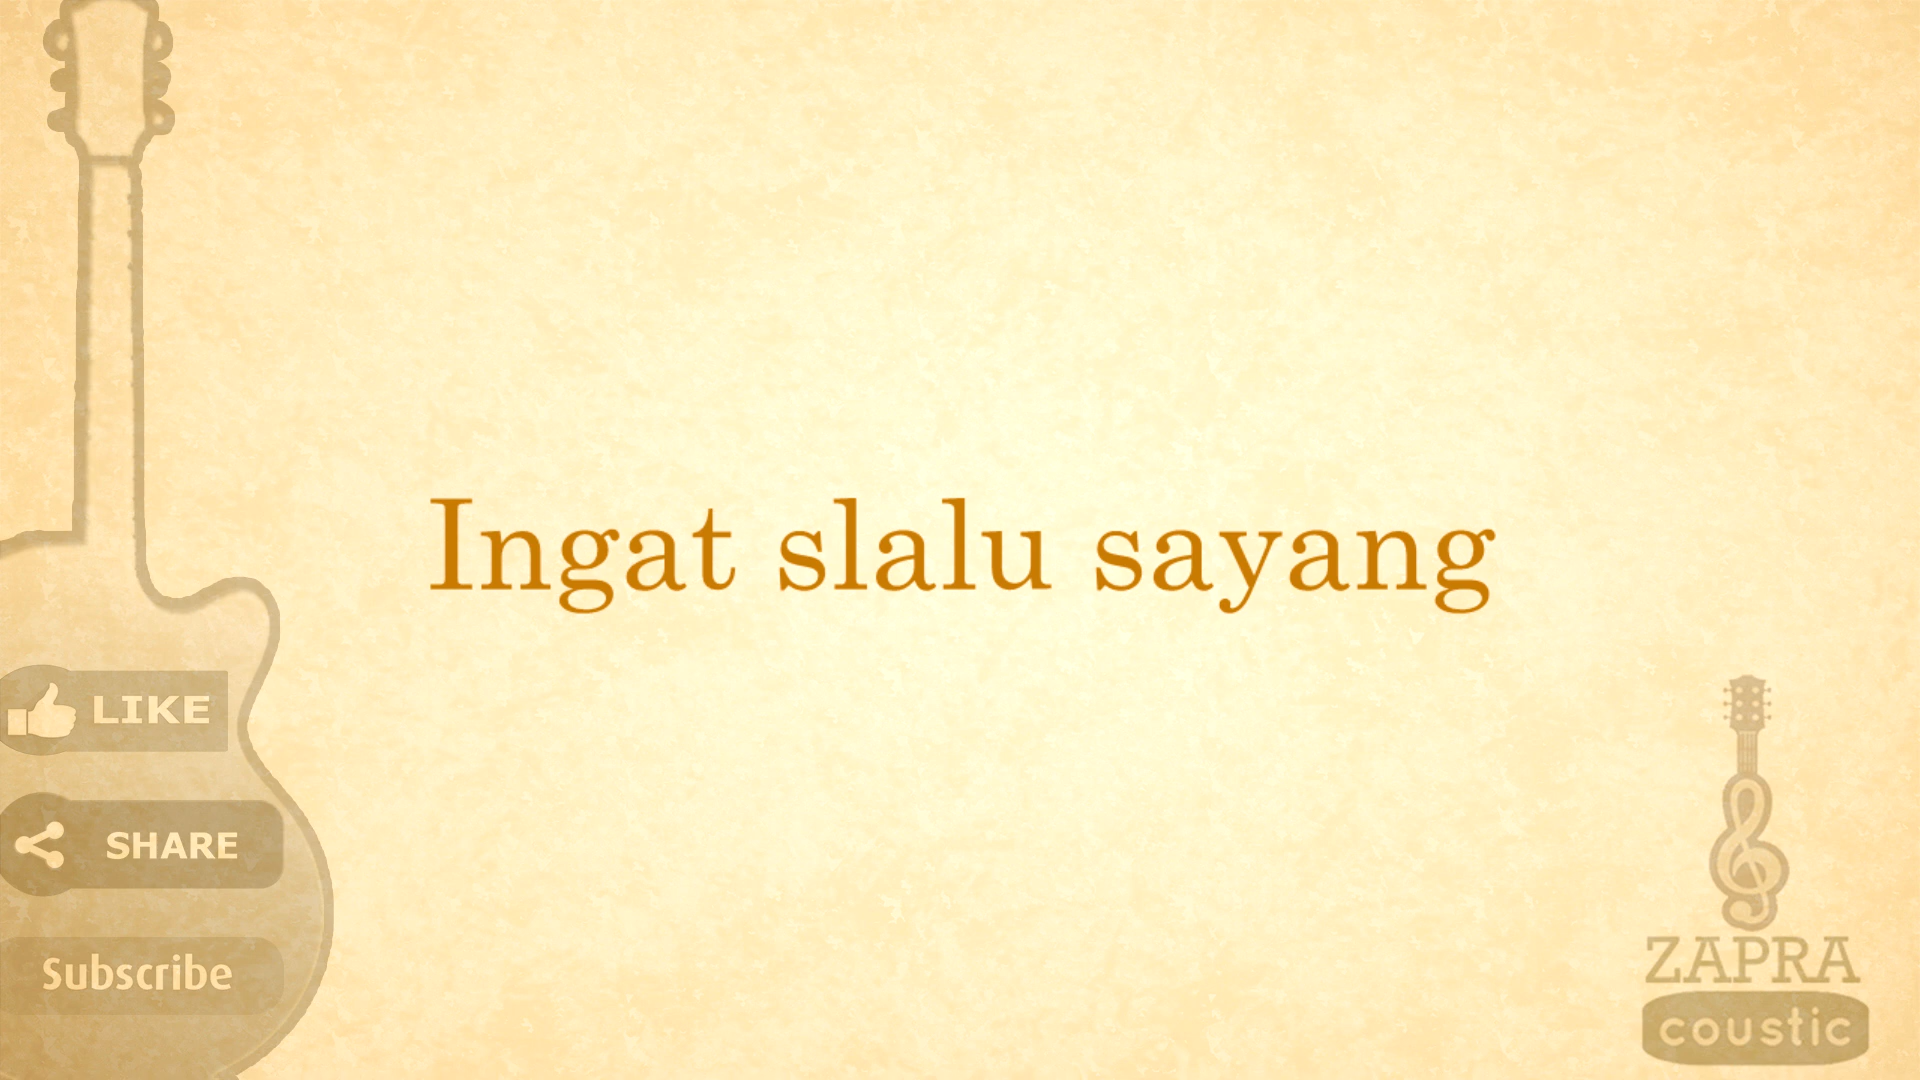 Ingat slalu sayang
LIKE
SHARE
Subscribe
ZAPRA
coustic